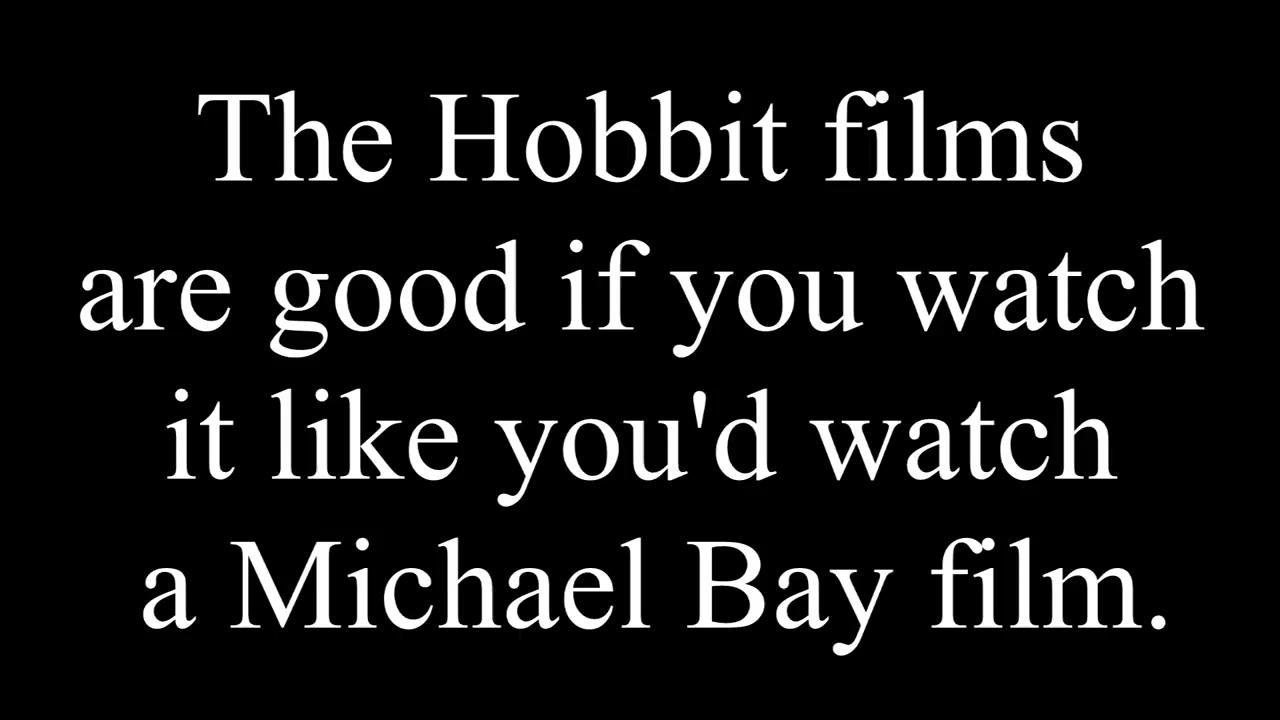 The Hobbit films
are good if you watch
it like you'd watch
a Michael Bay film.